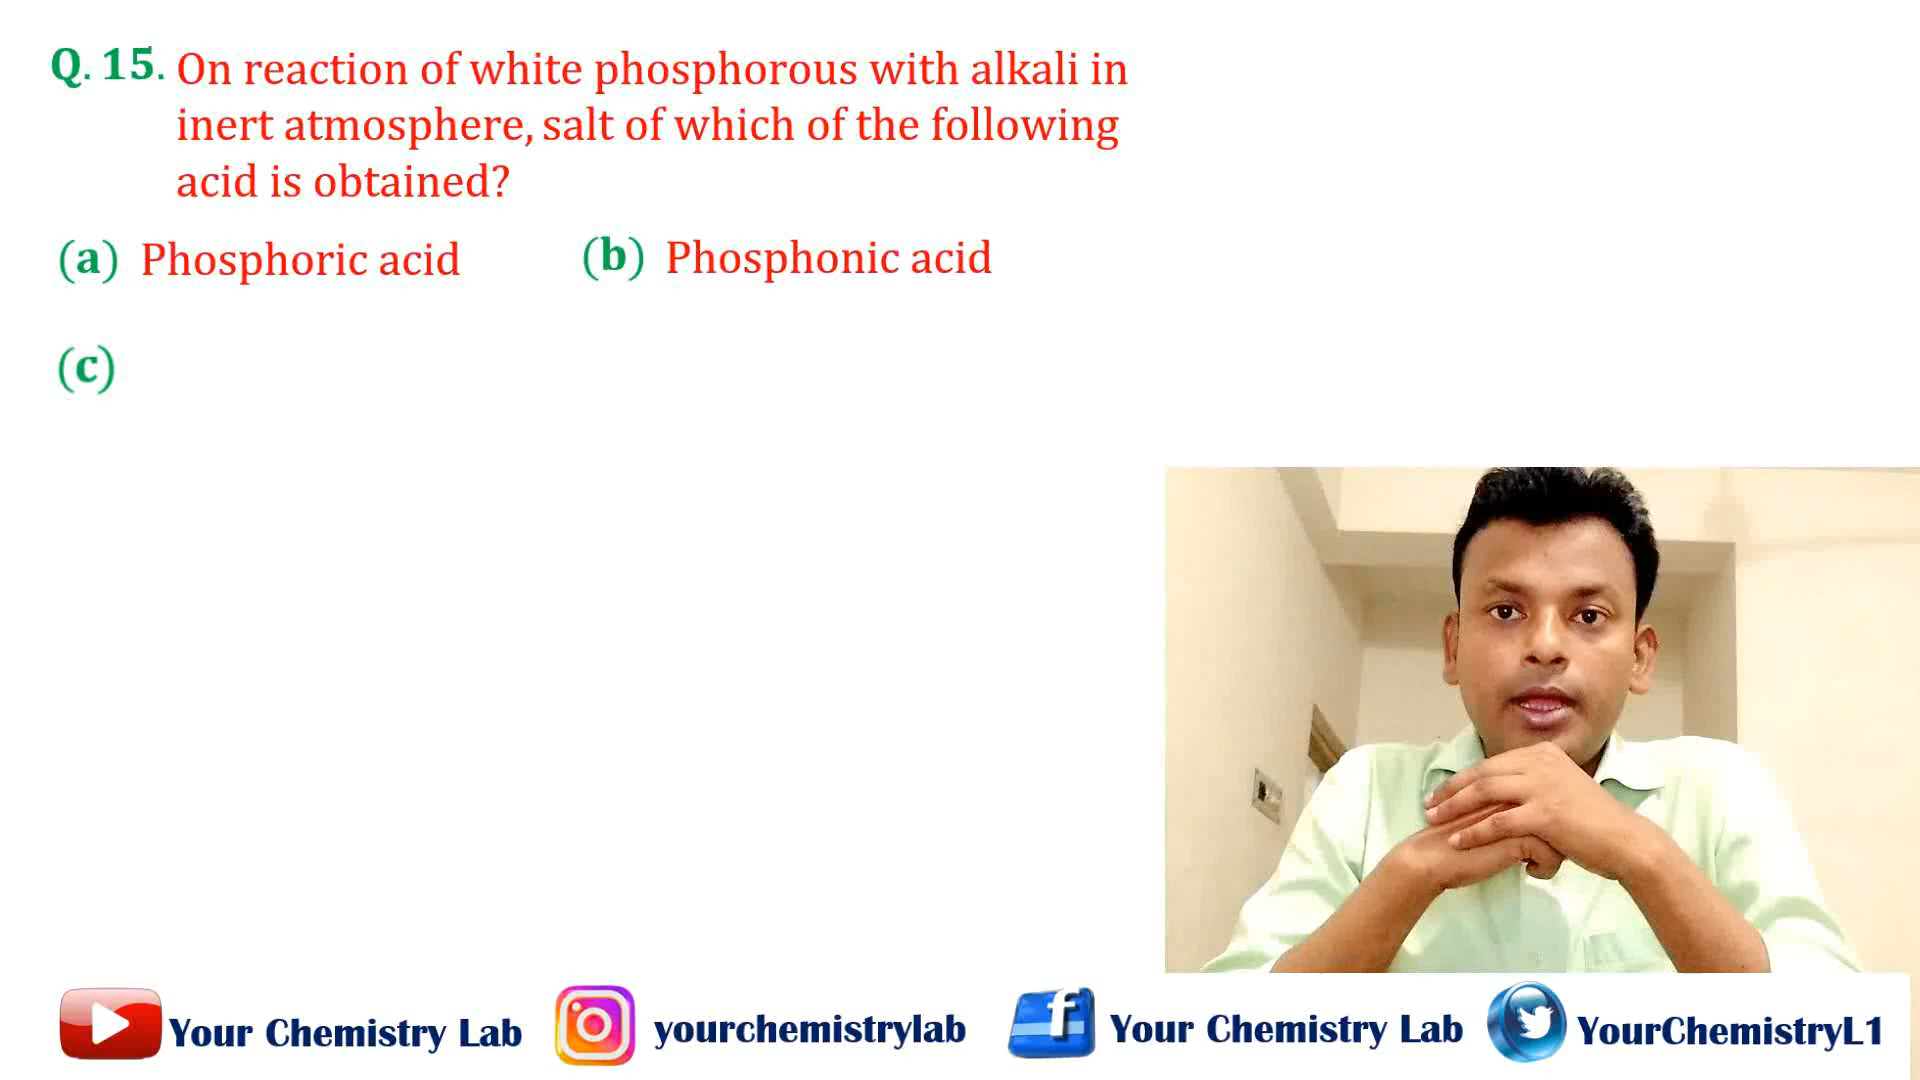 Q. 15. On reaction of white phosphorous with alkali in
inert atmosphere, salt of which of the following
acid is obtained?
(a) Phosphoric acid (b) Phosphonic acid
(c)
Your Chemistry Lab yourchemistrylab Your Chemistry Lab YourChemistryL1